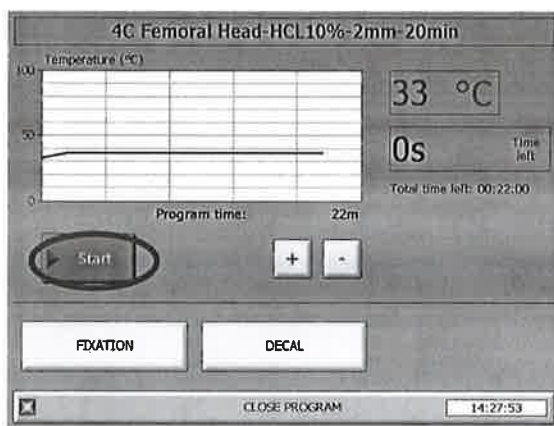 4C Femoral Head-HCL10%-2mm-20min
Temperature (°C)
100
50
0
33 °C
0s Time left
Total time left: 00:22:00
Program time: 22m
Start
+ -
FIXATION DECAL
CLOSE PROGRAM 14:27:53